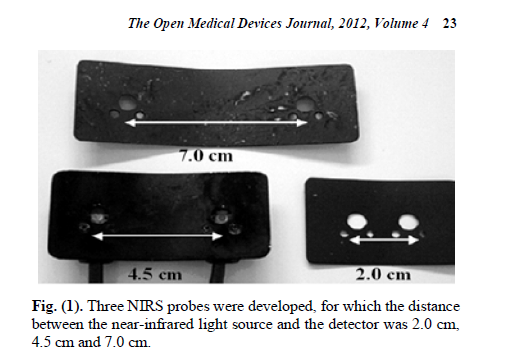 The Open Medical Devices Journal, 2012, Volume 4 23
7.0 cm
4.5 cm
2.0 cm
Fig. (1). Three NIRS probes were developed, for which the distance
between the near-infrared light source and the detector was 2.0 cm,
4.5 cm and 7.0 cm.